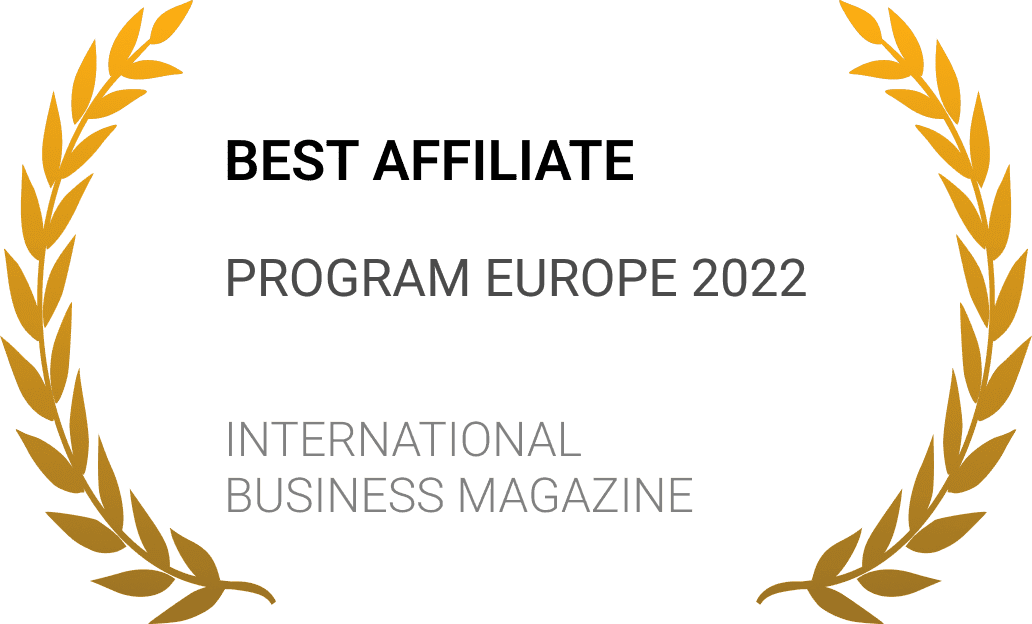 BEST AFFILIATE
PROGRAM EUROPE 2022
INTERNATIONAL
BUSINESS MAGAZINE